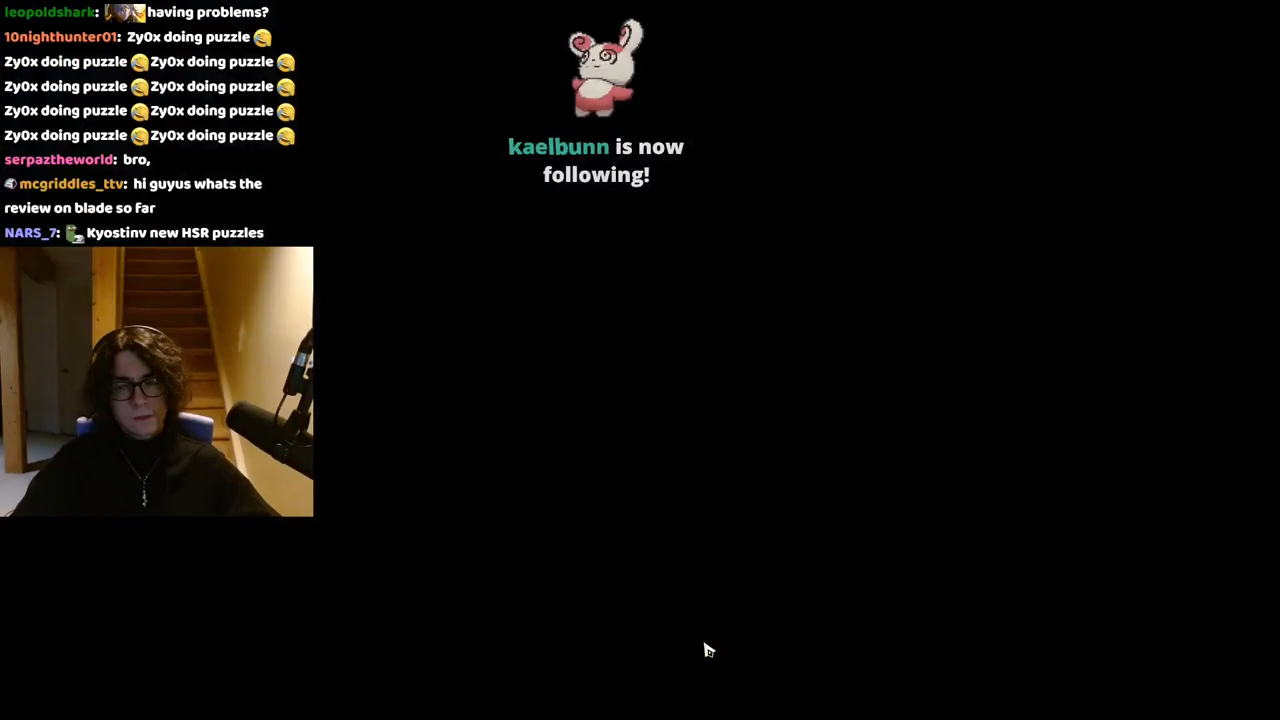 leopoldshark: having problems?
10nighthunter01: Zy0x doing puzzle
Zy0x doing puzzle Zy0x doing puzzle
Zy0x doing puzzle Zy0x doing puzzle
Zy0x doing puzzle Zy0x doing puzzle
Zy0x doing puzzle Zy0x doing puzzle
serpaztheworld: bro,
mcgriddles_ttv: hi guyus whats the
review on blade so far
NARS_7: Kyostinv new HSR puzzles
kaelbunn is now
following!